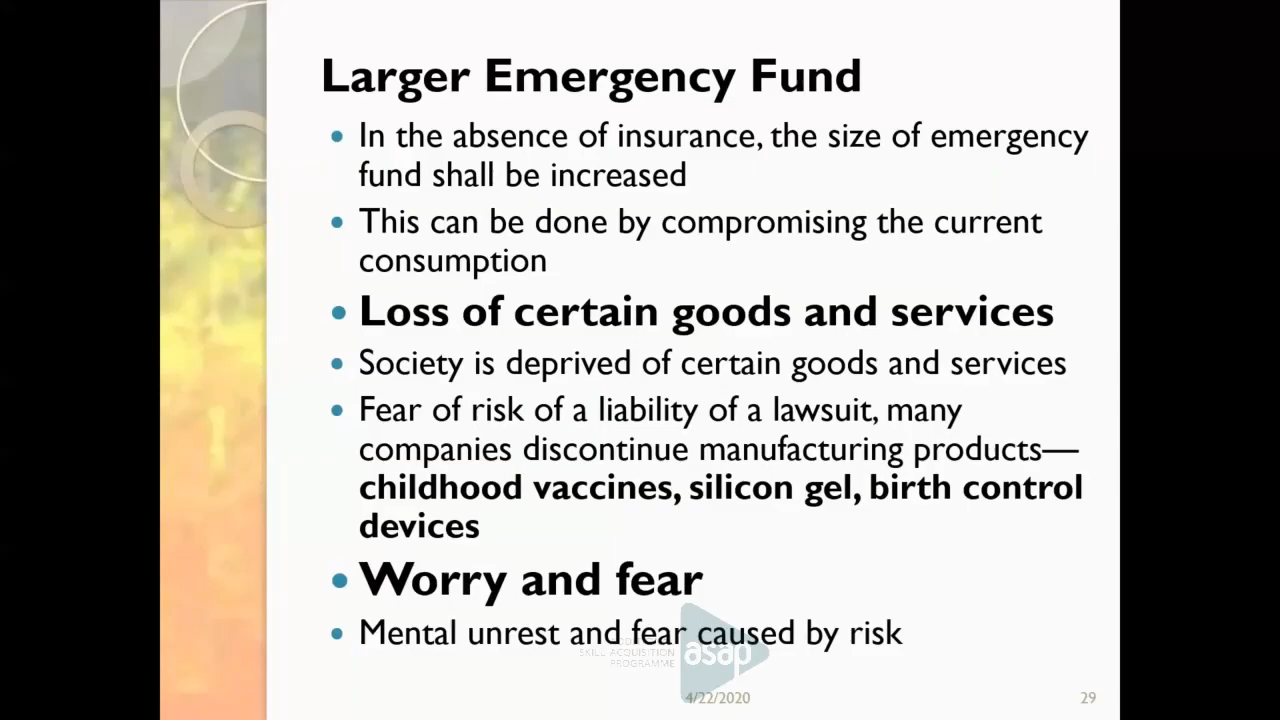 Larger Emergency Fund
• In the absence of insurance, the size of emergency
fund shall be increased
• This can be done by compromising the current
consumption
• Loss of certain goods and services
• Society is deprived of certain goods and services
• Fear of risk of a liability of a lawsuit, many
companies discontinue manufacturing products—
childhood vaccines, silicon gel, birth control
devices
• Worry and fear
• Mental unrest and fear caused by risk
SKILL ACQUISITION
PROGRAMME
asap
4/22/2020
29